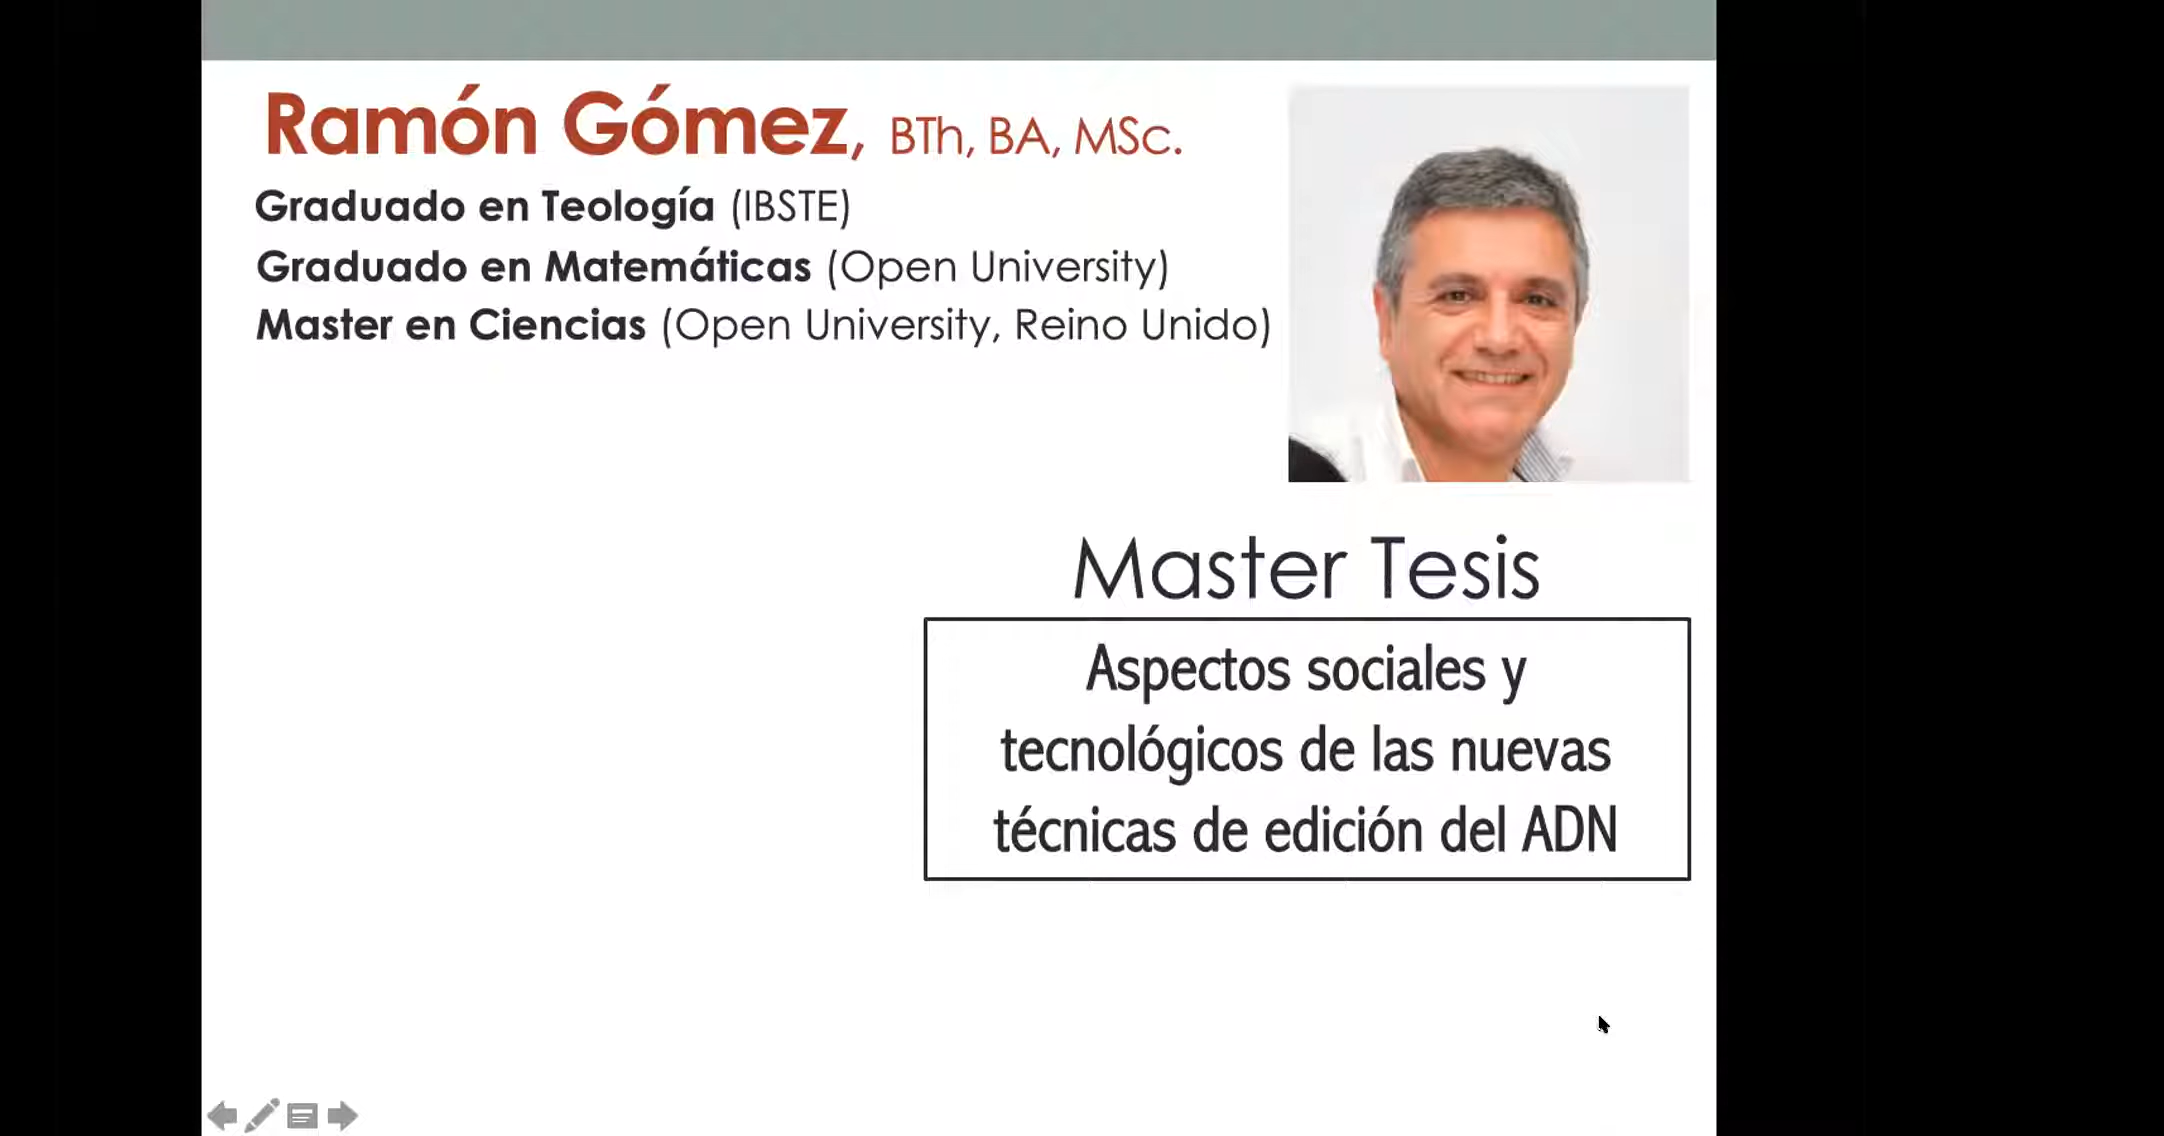 Ramón Gómez, BTh, BA, MSc.
Graduado en Teología (IBSTE)
Graduado en Matemáticas (Open University)
Master en Ciencias (Open University, Reino Unido)
Master Tesis
Aspectos sociales y
tecnológicos de las nuevas
técnicas de edición del ADN